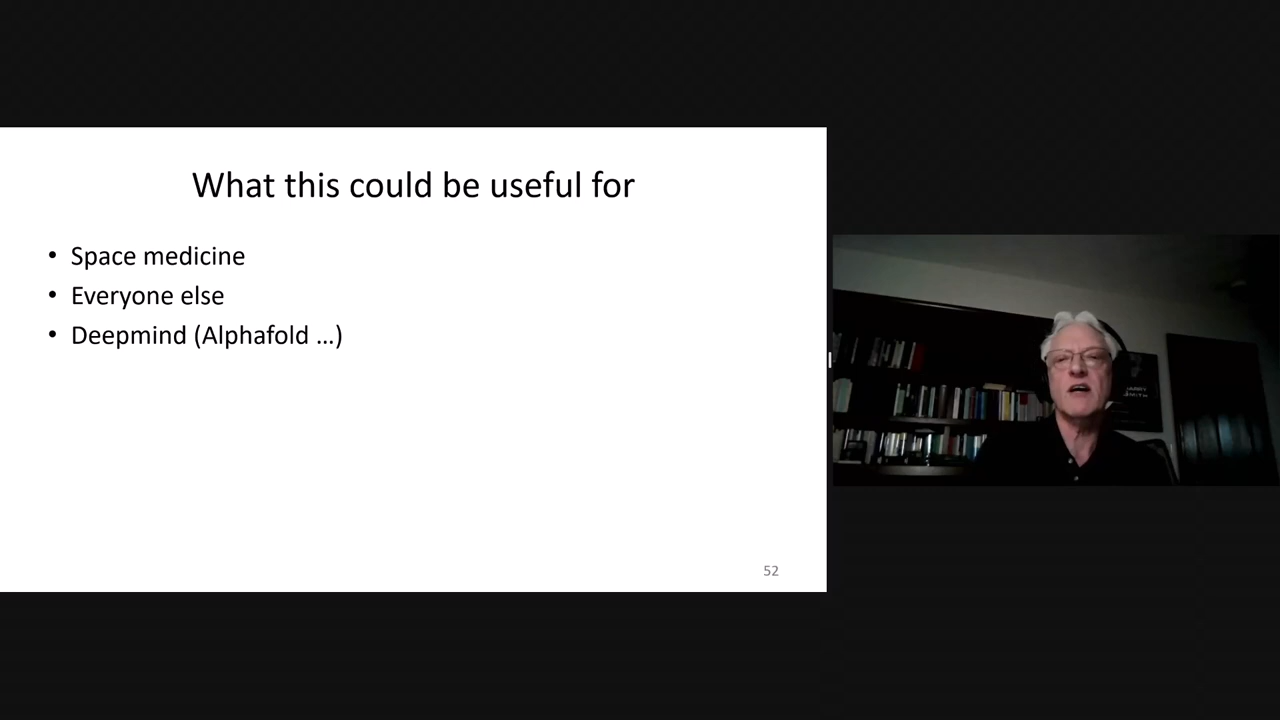 What this could be useful for
• Space medicine
• Everyone else
• Deepmind (Alphafold ...)
52